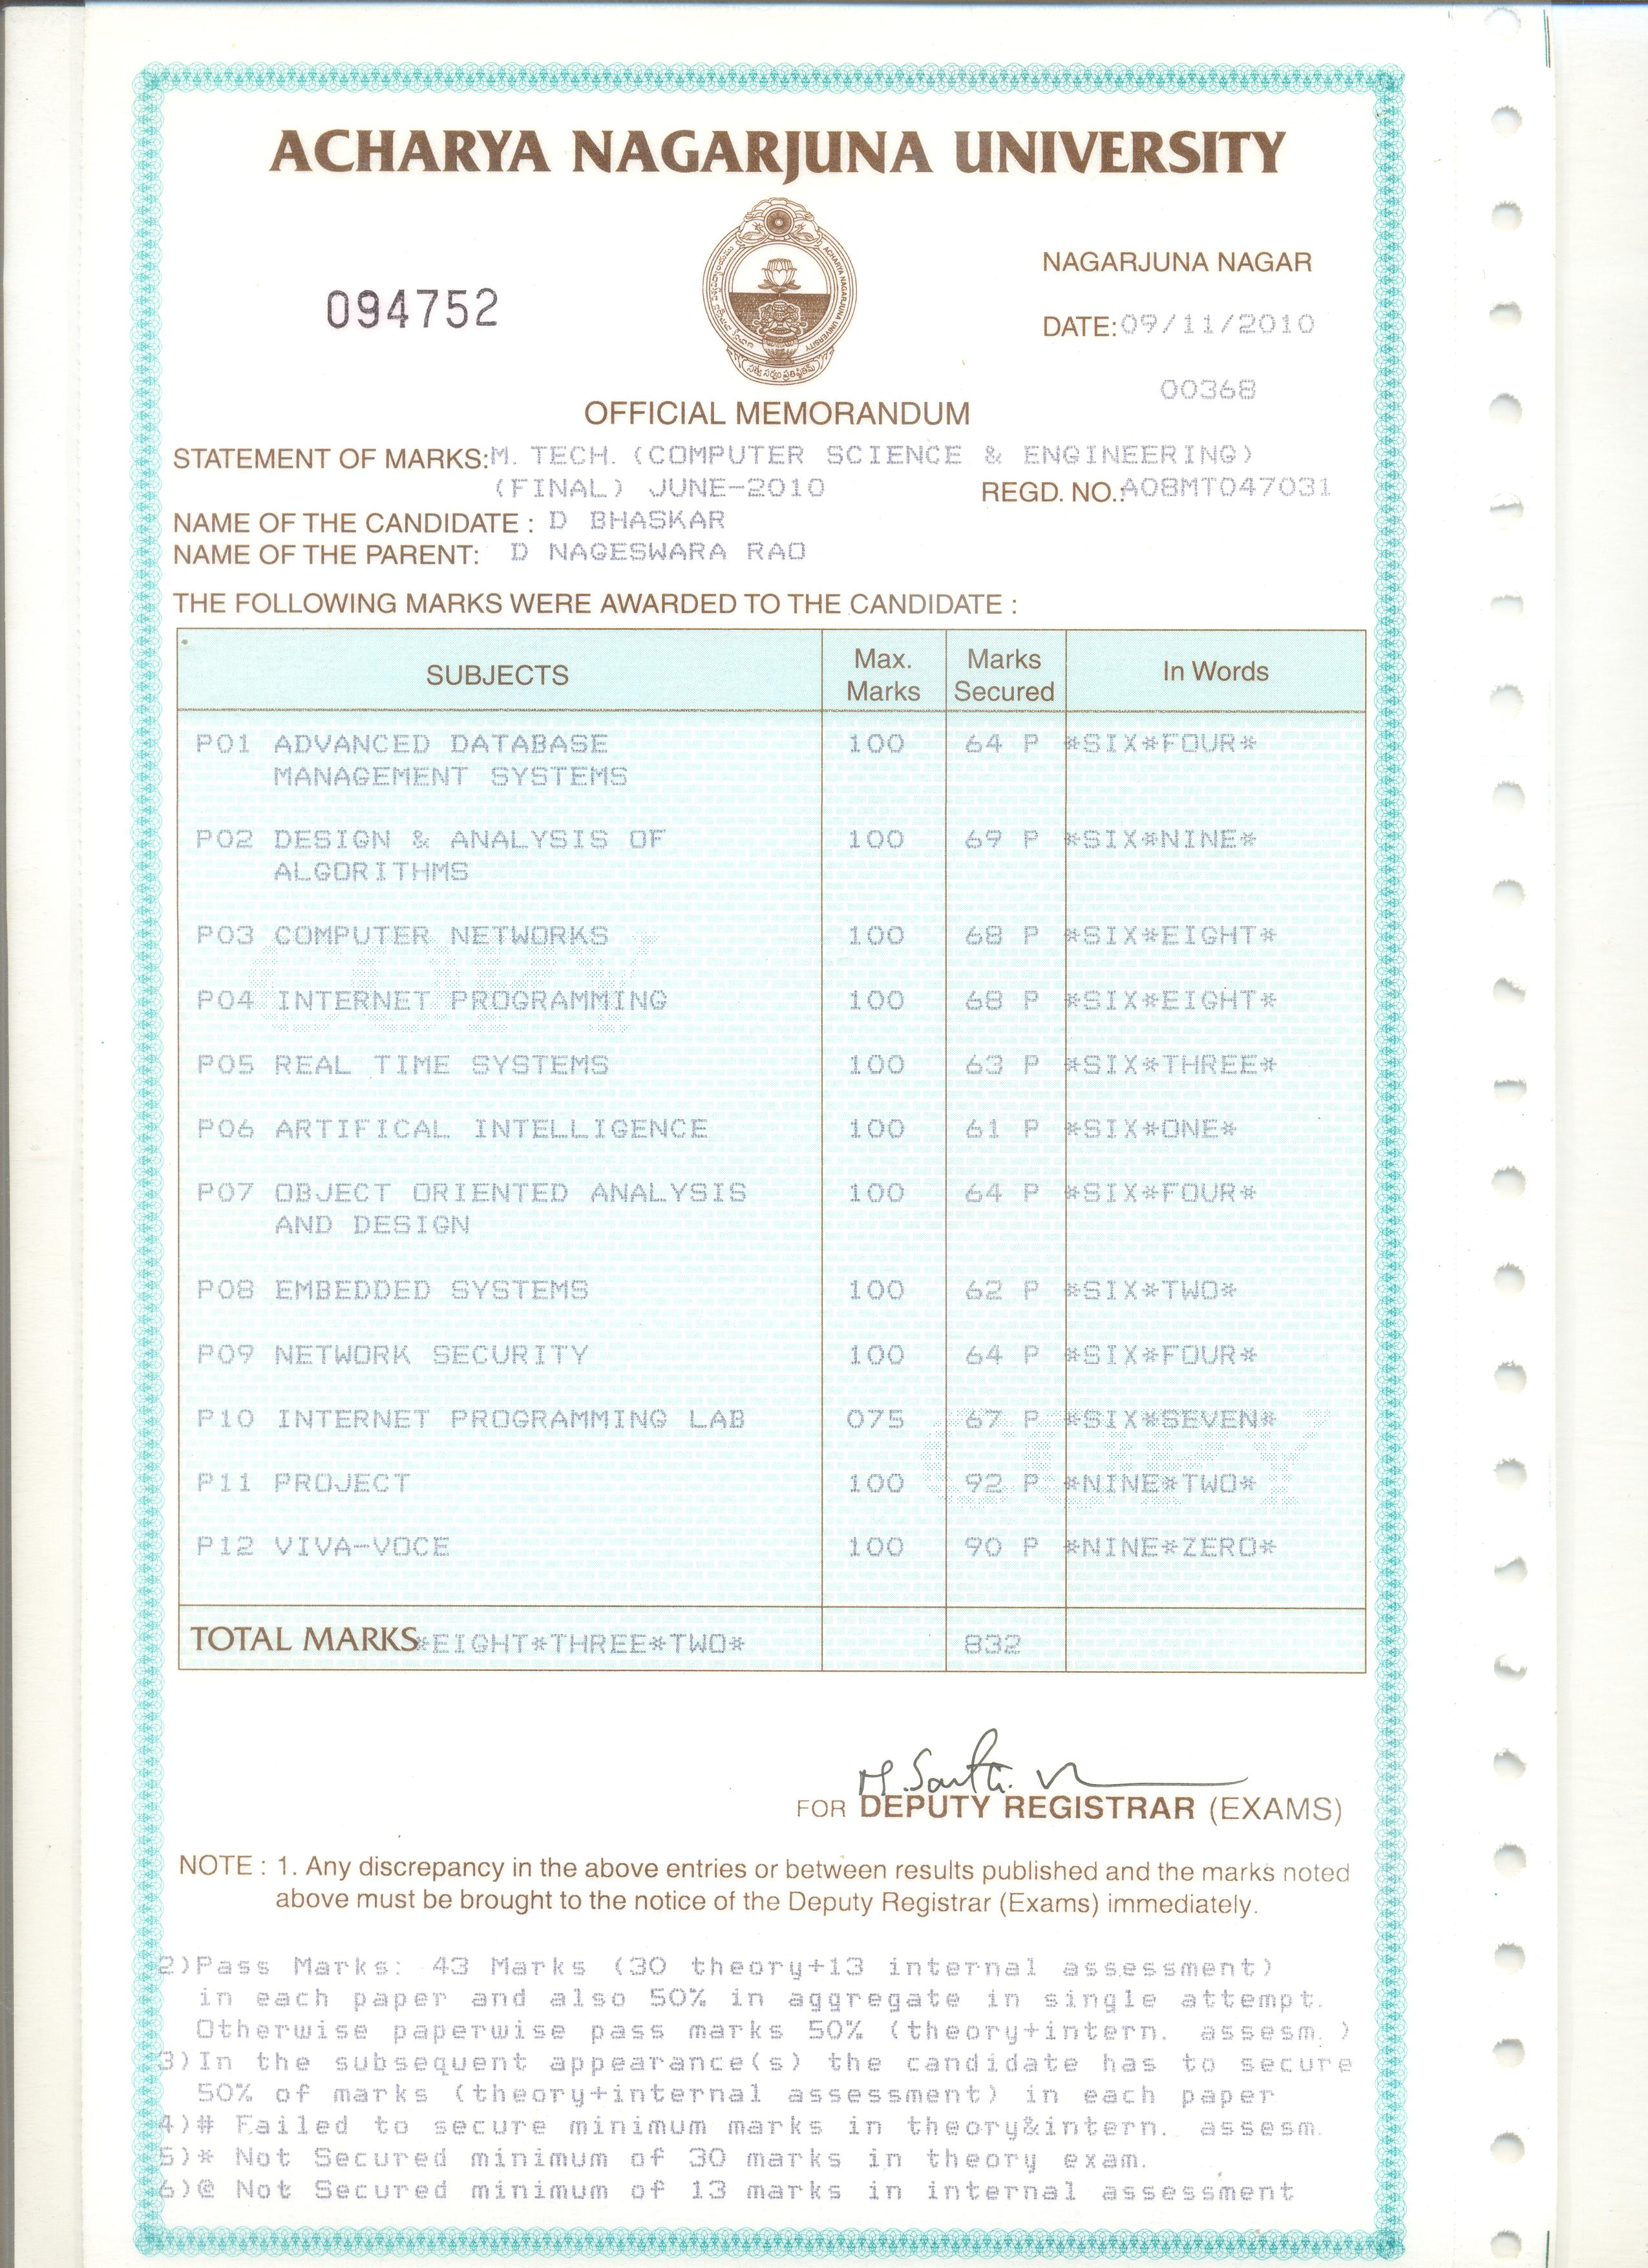 ACHARYA NAGARJUNA UNIVERSITY
094752
ACHARYA NAGARJUNA UNIVERSITY
NAGARJUNA NAGAR
DATE: 09/11/2010
00368
OFFICIAL MEMORANDUM
STATEMENT OF MARKS: M. TECH. (COMPUTER SCIENCE & ENGINEERING)
(FINAL) JUNE-2010 REGD. NO.: A08MT047031
NAME OF THE CANDIDATE : D BHASKAR
NAME OF THE PARENT: D NAGESWARA RAO
THE FOLLOWING MARKS WERE AWARDED TO THE CANDIDATE :
SUBJECTS Max. Marks Marks Secured In Words
P01 ADVANCED DATABASE 100 64 P *SIX*FOUR*
MANAGEMENT SYSTEMS
P02 DESIGN & ANALYSIS OF 100 69 P *SIX*NINE*
ALGORITHMS
P03 COMPUTER NETWORKS 100 68 P *SIX*EIGHT*
P04 INTERNET PROGRAMMING 100 68 P *SIX*EIGHT*
P05 REAL TIME SYSTEMS 100 63 P *SIX*THREE*
P06 ARTIFICAL INTELLIGENCE 100 61 P *SIX*ONE*
P07 OBJECT ORIENTED ANALYSIS 100 64 P *SIX*FOUR*
AND DESIGN
P08 EMBEDDED SYSTEMS 100 62 P *SIX*TWO*
P09 NETWORK SECURITY 100 64 P *SIX*FOUR*
P10 INTERNET PROGRAMMING LAB 075 67 P *SIX*SEVEN*
P11 PROJECT 100 92 P *NINE*TWO*
P12 VIVA-VOCE 100 90 P *NINE*ZERO*
TOTAL MARKS *EIGHT*THREE*TWO* 832
FOR DEPUTY REGISTRAR (EXAMS)
NOTE : 1. Any discrepancy in the above entries or between results published and the marks noted
above must be brought to the notice of the Deputy Registrar (Exams) immediately.
2)Pass Marks: 43 Marks (30 theory+13 internal assessment)
in each paper and also 50% in aggregate in single attempt.
Otherwise paperwise pass marks 50% (theory+intern. assesm.)
3)In the subsequent appearance(s) the candidate has to secure
50% of marks (theory+internal assessment) in each paper
4)# Failed to secure minimum marks in theory&intern. assesm.
5)* Not Secured minimum of 30 marks in theory exam.
6)@ Not Secured minimum of 13 marks in internal assessment